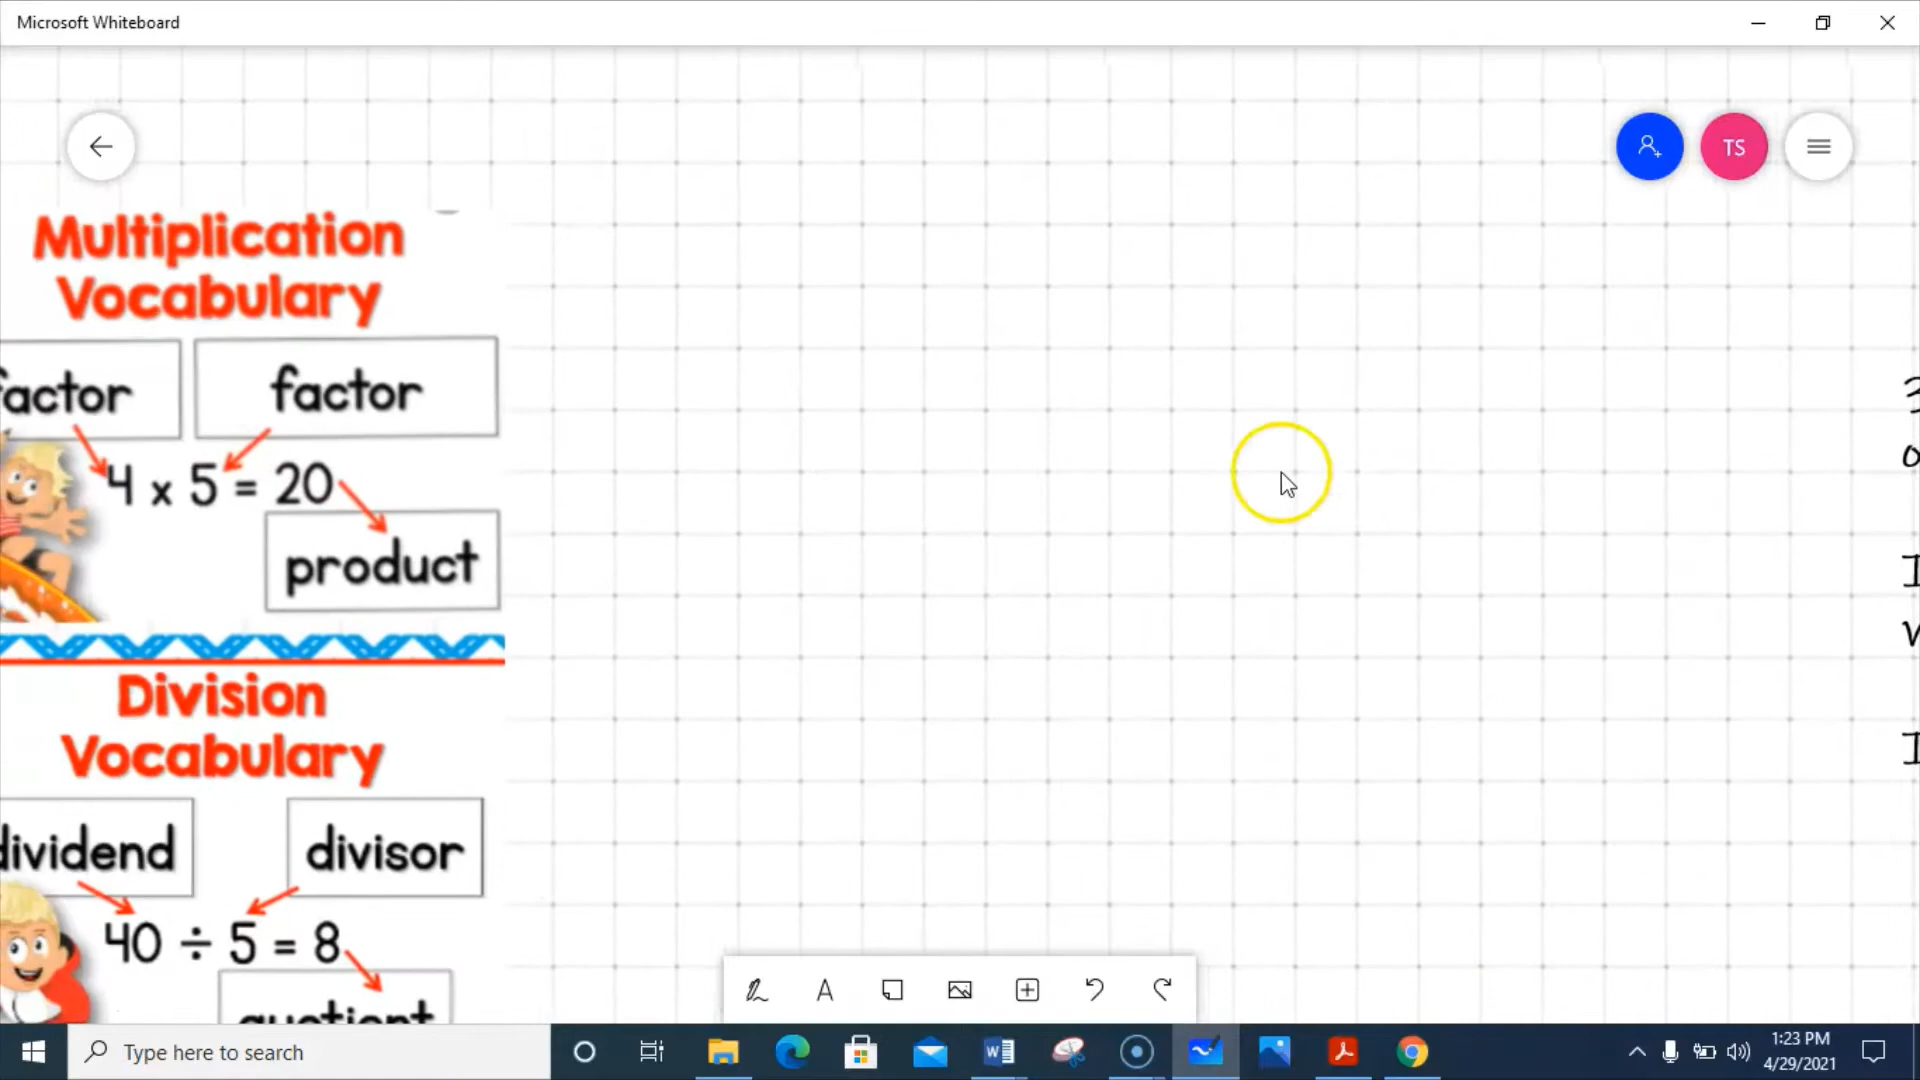 Microsoft Whiteboard
TS
Multiplication
Vocabulary
factor factor
4 x 5 = 20
product
Division
Vocabulary
dividend divisor
40 ÷ 5 = 8
quotient
A
Type here to search
1:23 PM
4/29/2021